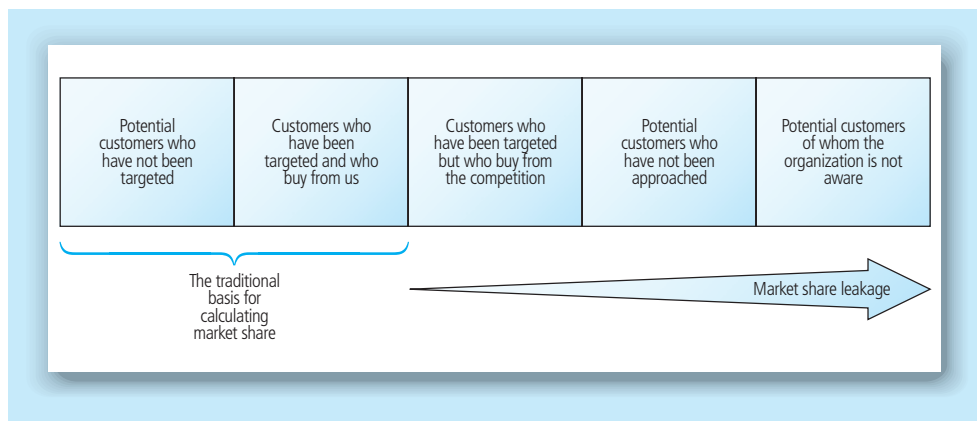 Potential
customers who
have not been
targeted
Customers who
have been
targeted and who
buy from us
Customers who
have been targeted
but who buy from
the competition
Potential
customers who
have not been
approached
Potential customers
of whom the
organization is not
aware
The traditional
basis for
calculating
market share
Market share leakage